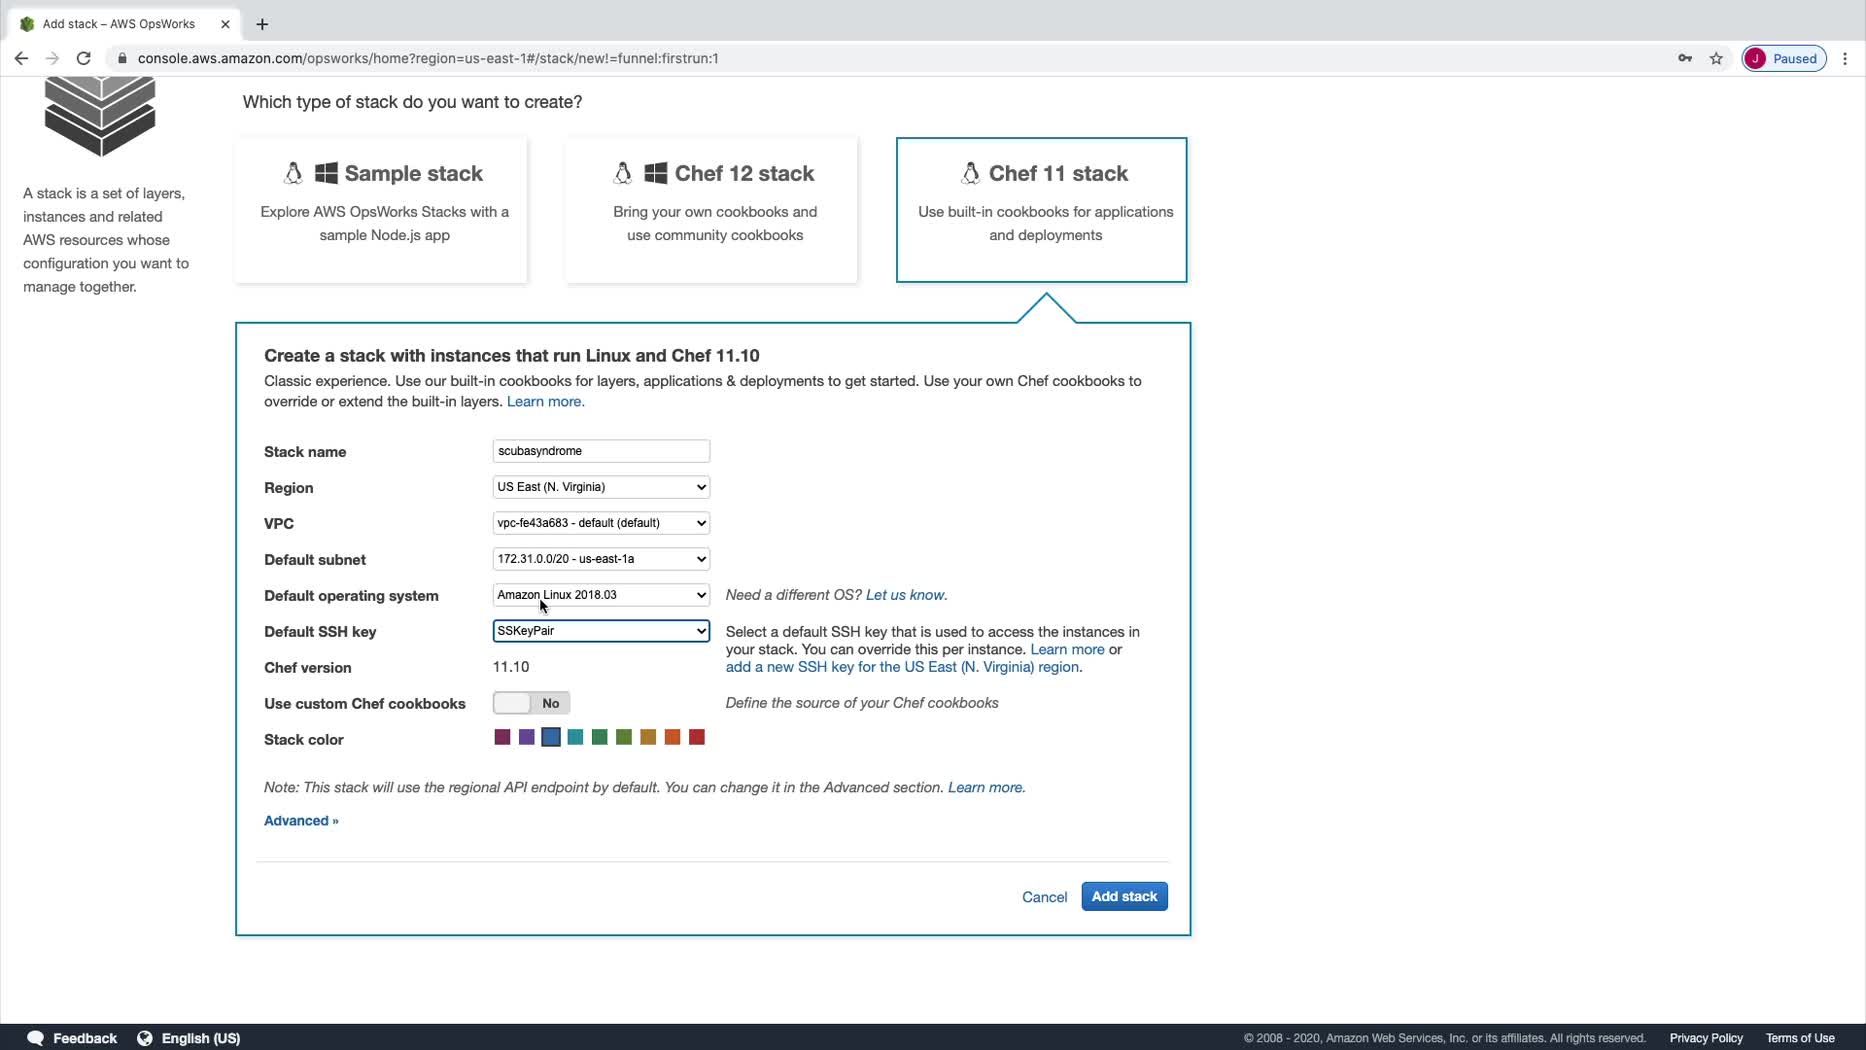 Add stack – AWS OpsWorks
console.aws.amazon.com/opsworks/home?region=us-east-1#/stack/new!=funnel:firstrun:1
J
Paused
Which type of stack do you want to create?
A stack is a set of layers,
instances and related
AWS resources whose
configuration you want to
manage together.
Sample stack
Explore AWS OpsWorks Stacks with a
sample Node.js app
Chef 12 stack
Bring your own cookbooks and
use community cookbooks
Chef 11 stack
Use built-in cookbooks for applications
and deployments
Create a stack with instances that run Linux and Chef 11.10
Classic experience. Use our built-in cookbooks for layers, applications & deployments to get started. Use your own Chef cookbooks to
override or extend the built-in layers. Learn more.
Stack name
scubasyndrome
Region
US East (N. Virginia)
VPC
vpc-fe43a683 - default (default)
Default subnet
172.31.0.0/20 - us-east-1a
Default operating system
Amazon Linux 2018.03
Need a different OS? Let us know.
Default SSH key
SSKeyPair
Select a default SSH key that is used to access the instances in
your stack. You can override this per instance. Learn more or
add a new SSH key for the US East (N. Virginia) region.
Chef version
11.10
Use custom Chef cookbooks
No
Define the source of your Chef cookbooks
Stack color
Note: This stack will use the regional API endpoint by default. You can change it in the Advanced section. Learn more.
Advanced »
Cancel
Add stack
Feedback
English (US)
© 2008 - 2020, Amazon Web Services, Inc. or its affiliates. All rights reserved.
Privacy Policy
Terms of Use